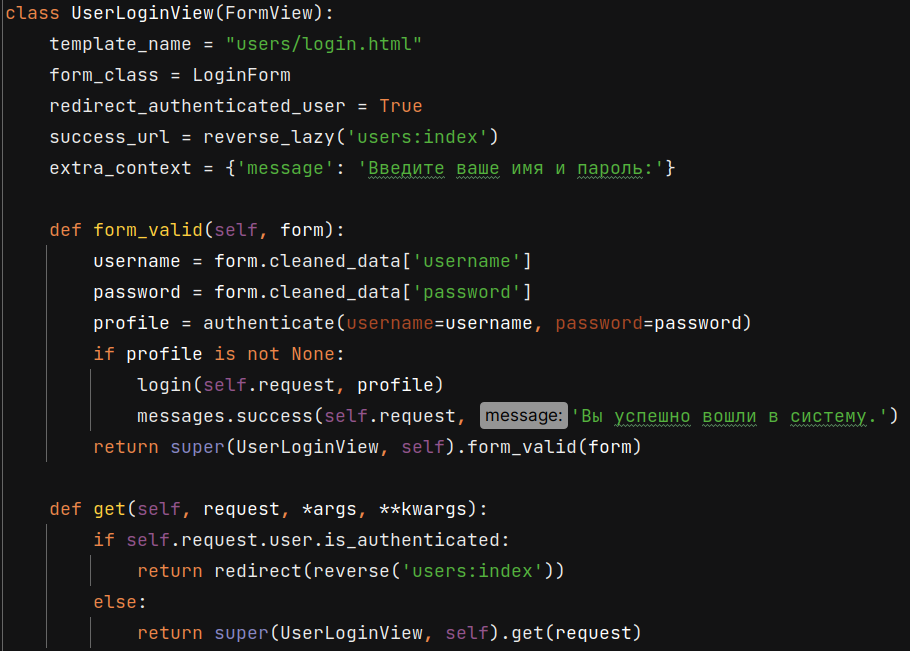 class UserLoginView(FormView):
    template_name = "users/login.html"
    form_class = LoginForm
    redirect_authenticated_user = True
    success_url = reverse_lazy('users:index')
    extra_context = {'message': 'Введите ваше имя и пароль:'}

    def form_valid(self, form):
        username = form.cleaned_data['username']
        password = form.cleaned_data['password']
        profile = authenticate(username=username, password=password)
        if profile is not None:
            login(self.request, profile)
            messages.success(self.request, message: 'Вы успешно вошли в систему.')
        return super(UserLoginView, self).form_valid(form)

    def get(self, request, *args, **kwargs):
        if self.request.user.is_authenticated:
            return redirect(reverse('users:index'))
        else:
            return super(UserLoginView, self).get(request)